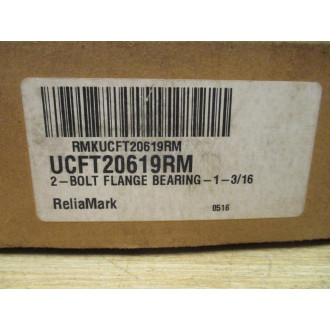 RMKUCFT20619RM
UCFT20619RM
2-BOLT FLANGE BEARING-1-3/16
ReliaMark 0516